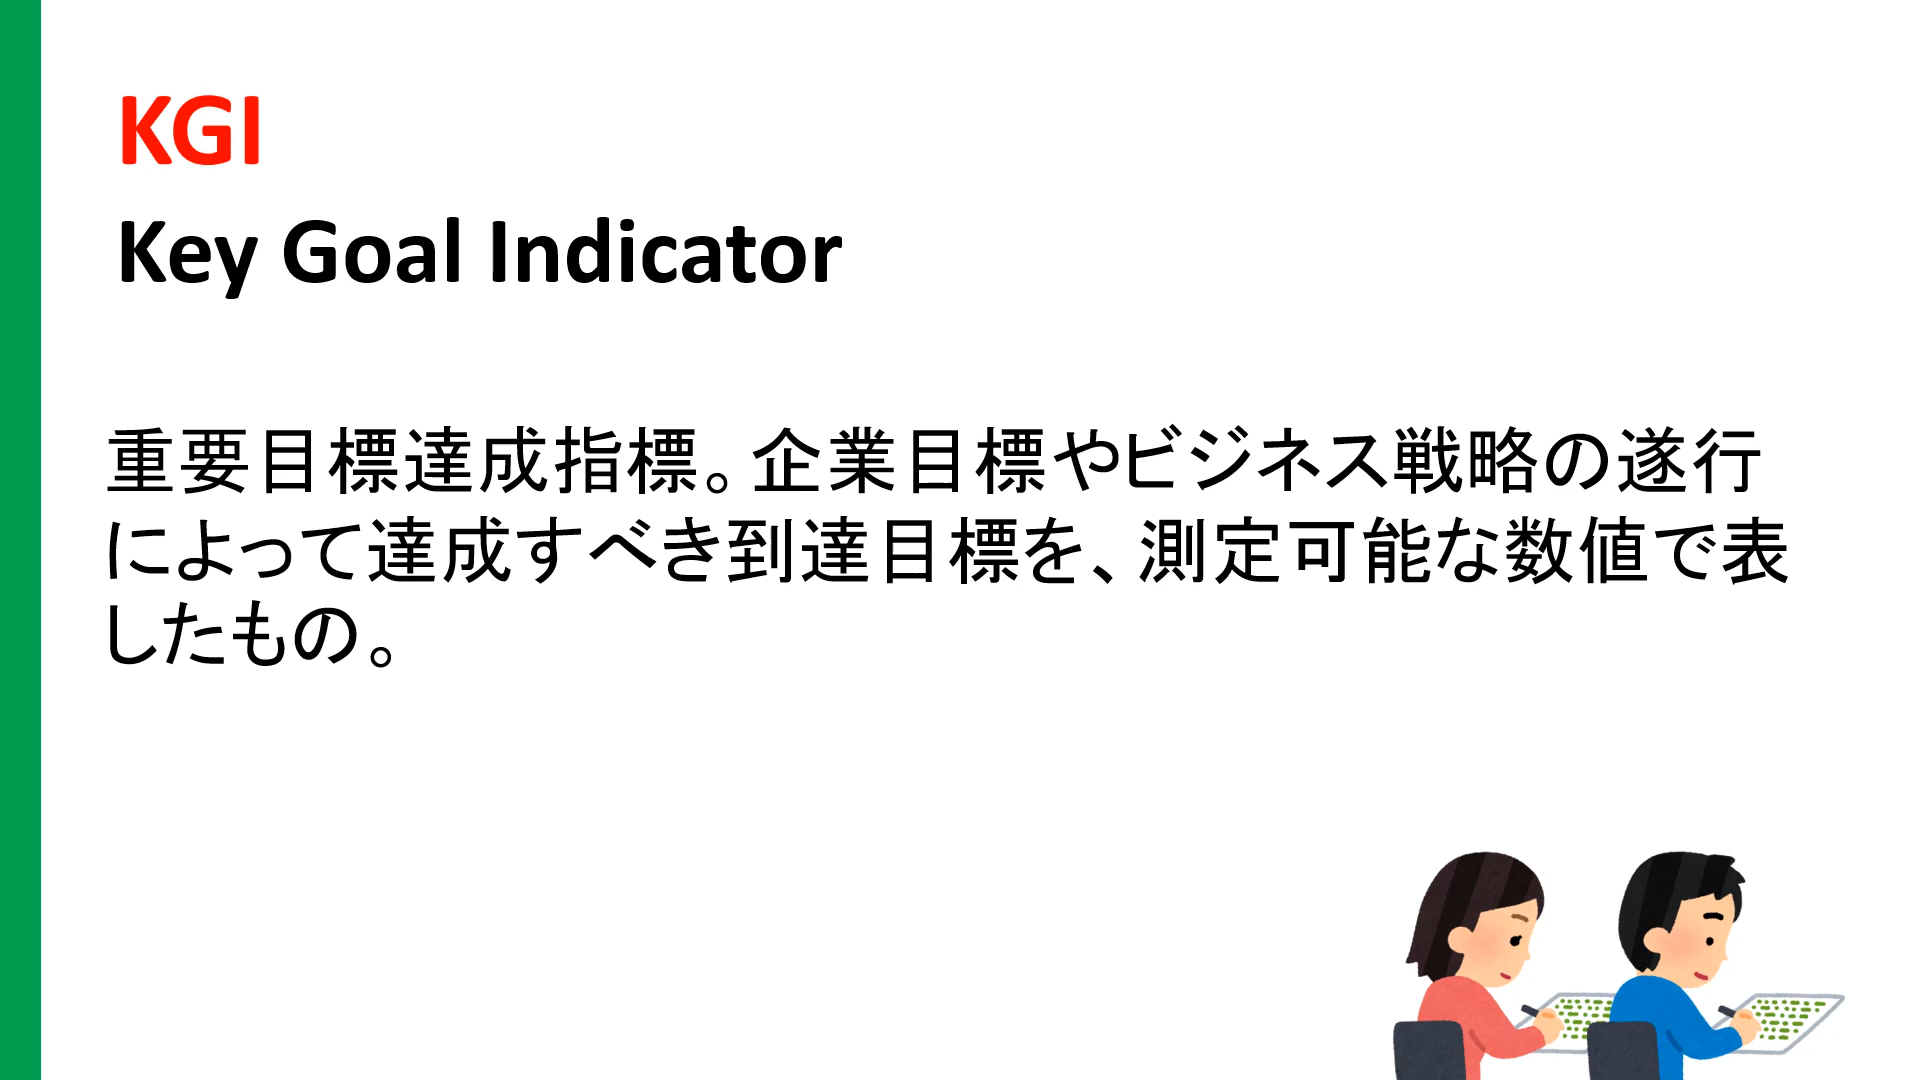 KGI
Key Goal Indicator
重要目標達成指標。企業目標やビジネス戦略の遂行
によって達成すべき到達目標を、測定可能な数値で表
したもの。